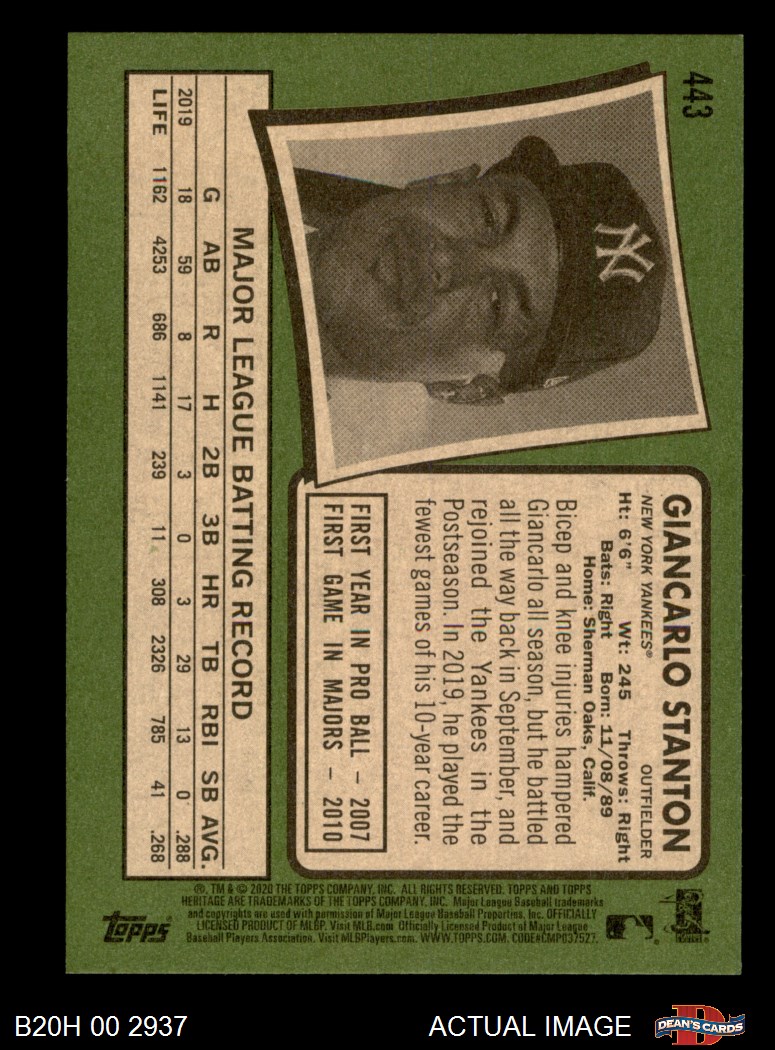 443
GIANCARLO STANTON
NEW YORK YANKEES® OUTFIELDER
Ht: 6'6" Wt: 245 Throws: Right
Bats: Right Born: 11/08/89
Home: Sherman Oaks, Calif.
Bicep and knee injuries hampered
Giancarlo all season, but he battled
all the way back in September, and
rejoined the Yankees in the
Postseason. In 2019, he played the
fewest games of his 10-year career.
FIRST YEAR IN PRO BALL – 2007
FIRST GAME IN MAJORS – 2010
NY
MAJOR LEAGUE BATTING RECORD
G AB R H 2B 3B HR TB RBI SB AVG.
2019 18 59 8 17 3 0 3 29 13 0 .288
LIFE 1162 4253 686 1141 239 11 308 2326 785 41 .268
®, TM & © 2020 THE TOPPS COMPANY, INC. ALL RIGHTS RESERVED. TOPPS AND TOPPS
HERITAGE ARE TRADEMARKS OF THE TOPPS COMPANY, INC. Major League Baseball trademarks
and copyrights are used with permission of Major League Baseball Properties, Inc. OFFICIALLY
LICENSED PRODUCT OF MLBP. Visit MLB.com Officially Licensed Product of Major League
Baseball Players Association. Visit MLBPlayers.com. WWW.TOPPS.COM. CODE#CMP037527.
Topps
B20H 00 2937
ACTUAL IMAGE
D
DEAN'S CARDS